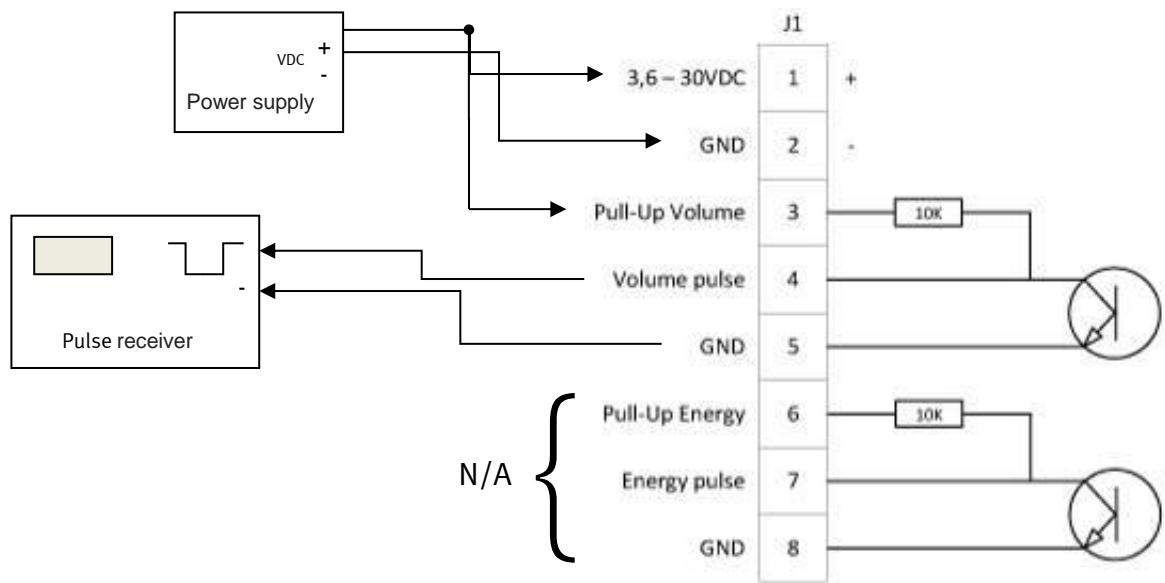 J1
VDC +
-
Power supply
3,6 – 30VDC 1 +
GND 2 -
Pull-Up Volume 3 10K
Volume pulse 4
GND 5
-
Pulse receiver
Pull-Up Energy 6 10K
N/A
Energy pulse 7
GND 8